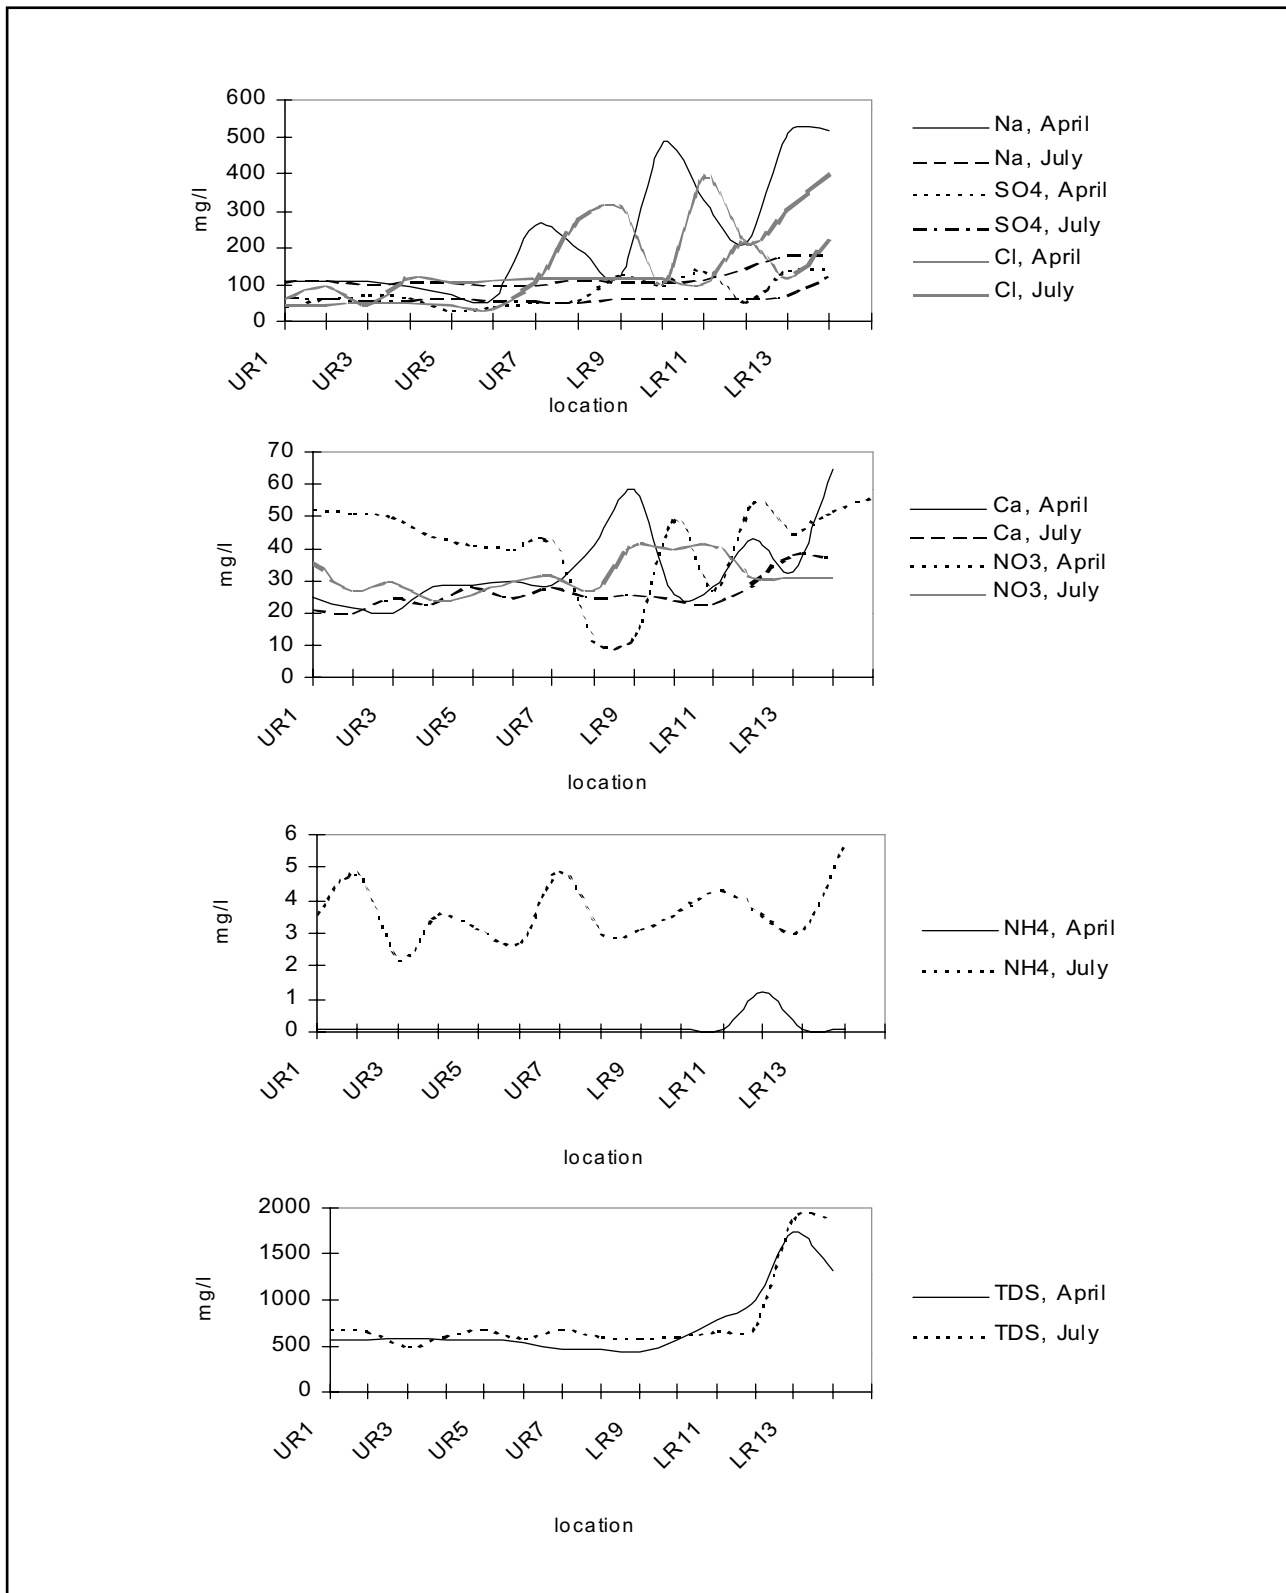 600
500
400
300
200
100
0
mg/l
UR1
UR3
UR5
UR7
LR9
LR11
LR13
location
Na, April
Na, July
SO4, April
SO4, July
Cl, April
Cl, July
70
60
50
40
30
20
10
0
mg/l
UR1
UR3
UR5
UR7
LR9
LR11
LR13
location
Ca, April
Ca, July
NO3, April
NO3, July
6
5
4
3
2
1
0
mg/l
UR1
UR3
UR5
UR7
LR9
LR11
LR13
location
NH4, April
NH4, July
2000
1500
1000
500
0
mg/l
UR1
UR3
UR5
UR7
LR9
LR11
LR13
location
TDS, April
TDS, July